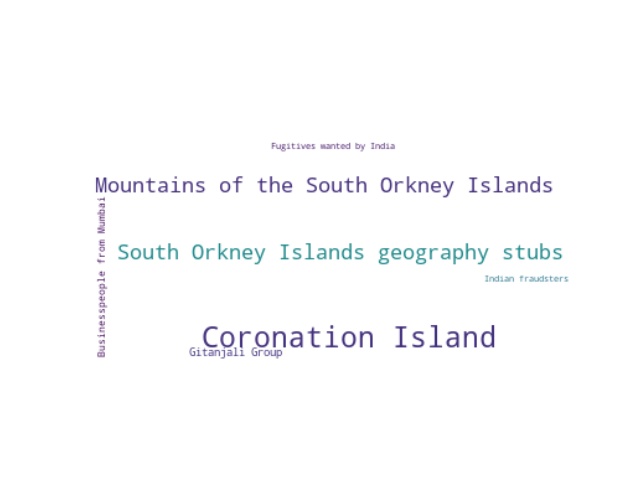 Fugitives wanted by India
Mountains of the South Orkney Islands
Businesspeople from Mumbai
South Orkney Islands geography stubs
Indian fraudsters
Coronation Island
Gitanjali Group